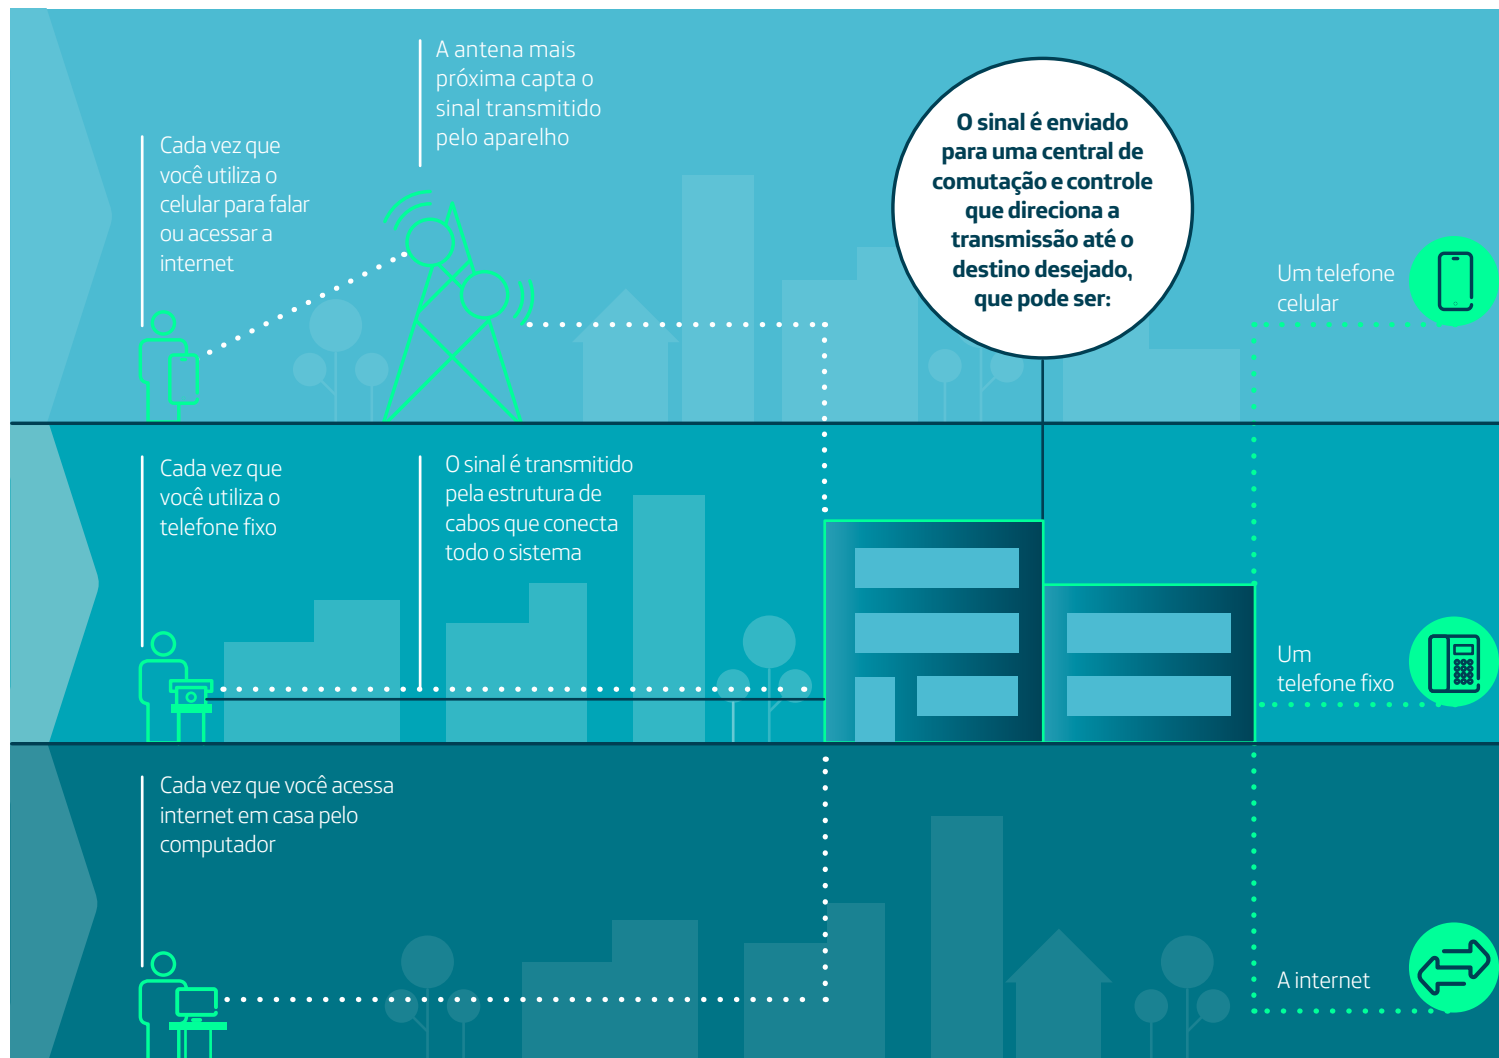 A antena mais
próxima capta o
sinal transmitido
pelo aparelho
Cada vez que
você utiliza o
celular para falar
ou acessar a
internet
O sinal é enviado
para uma central de
comutação e controle
que direciona a
transmissão até o
destino desejado,
que pode ser:
Um telefone
celular
Cada vez que
você utiliza o
telefone fixo
O sinal é transmitido
pela estrutura de
cabos que conecta
todo o sistema
Um
telefone fixo
Cada vez que você acessa
internet em casa pelo
computador
A internet